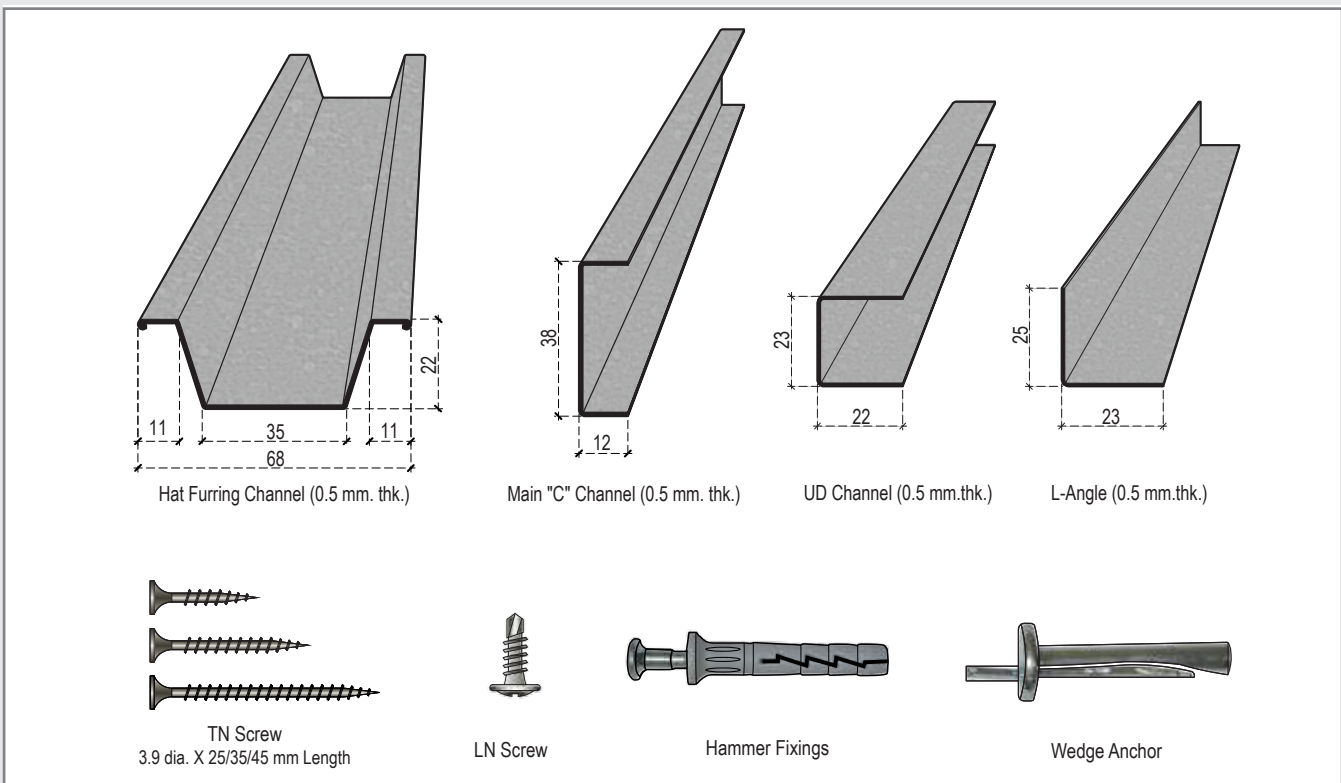 22
11
35
11
68
Hat Furring Channel (0.5 mm. thk.)
38
12
Main "C" Channel (0.5 mm. thk.)
23
22
UD Channel (0.5 mm.thk.)
25
23
L-Angle (0.5 mm.thk.)
TN Screw
3.9 dia. X 25/35/45 mm Length
LN Screw
Hammer Fixings
Wedge Anchor